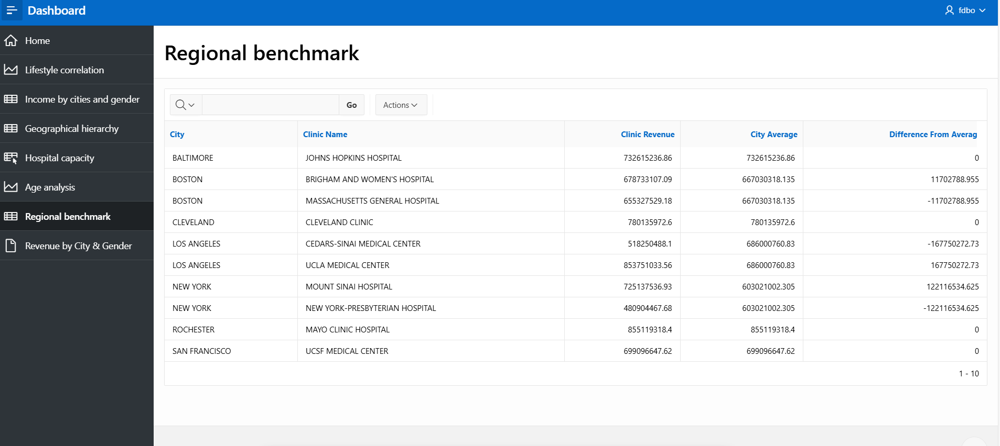 Dashboard
fdbo
Home
Lifestyle correlation
Income by cities and gender
Geographical hierarchy
Hospital capacity
Age analysis
Regional benchmark
Revenue by City & Gender
Regional benchmark
Go Actions
City Clinic Name Clinic Revenue City Average Difference From Averag
BALTIMORE JOHNS HOPKINS HOSPITAL 732615236.86 732615236.86 0
BOSTON BRIGHAM AND WOMEN'S HOSPITAL 678733107.09 667030318.135 11702788.955
BOSTON MASSACHUSETTS GENERAL HOSPITAL 655327529.18 667030318.135 -11702788.955
CLEVELAND CLEVELAND CLINIC 780135972.6 780135972.6 0
LOS ANGELES CEDARS-SINAI MEDICAL CENTER 518250488.1 686000760.83 -167750272.73
LOS ANGELES UCLA MEDICAL CENTER 853751033.56 686000760.83 167750272.73
NEW YORK MOUNT SINAI HOSPITAL 725137536.93 603021002.305 122116534.625
NEW YORK NEW YORK-PRESBYTERIAN HOSPITAL 480904467.68 603021002.305 -122116534.625
ROCHESTER MAYO CLINIC HOSPITAL 855119318.4 855119318.4 0
SAN FRANCISCO UCSF MEDICAL CENTER 699096647.62 699096647.62 0
1 - 10